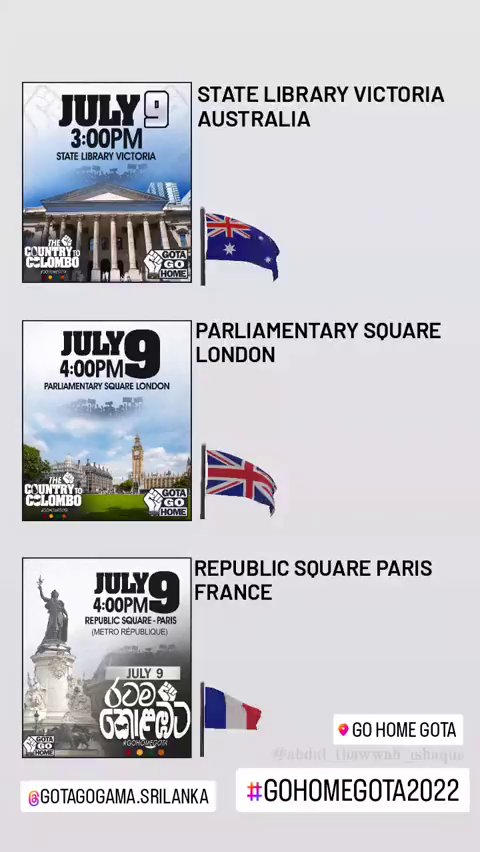 JULY 9
3:00PM
STATE LIBRARY VICTORIA
THE
COUNTRY TO
COLOMBO
#GOHOMEGOTA
GOTA
GO
HOME
STATE LIBRARY VICTORIA
AUSTRALIA
JULY 9
4:00PM
PARLIAMENTARY SQUARE LONDON
THE
COUNTRY TO
COLOMBO
GOTA
GO
HOME
PARLIAMENTARY SQUARE
LONDON
JULY 9
4:00PM
REPUBLIC SQUARE - PARIS
(METRO RÉPUBLIQUE)
JULY 9
රටම
කොළඹට
#GOHOMEGOTA
GOTA
GO
HOME
REPUBLIC SQUARE PARIS
FRANCE
GO HOME GOTA
@abdul_thawwab_ishaque
@GOTAGOGAMA.SRILANKA
#GOHOMEGOTA2022